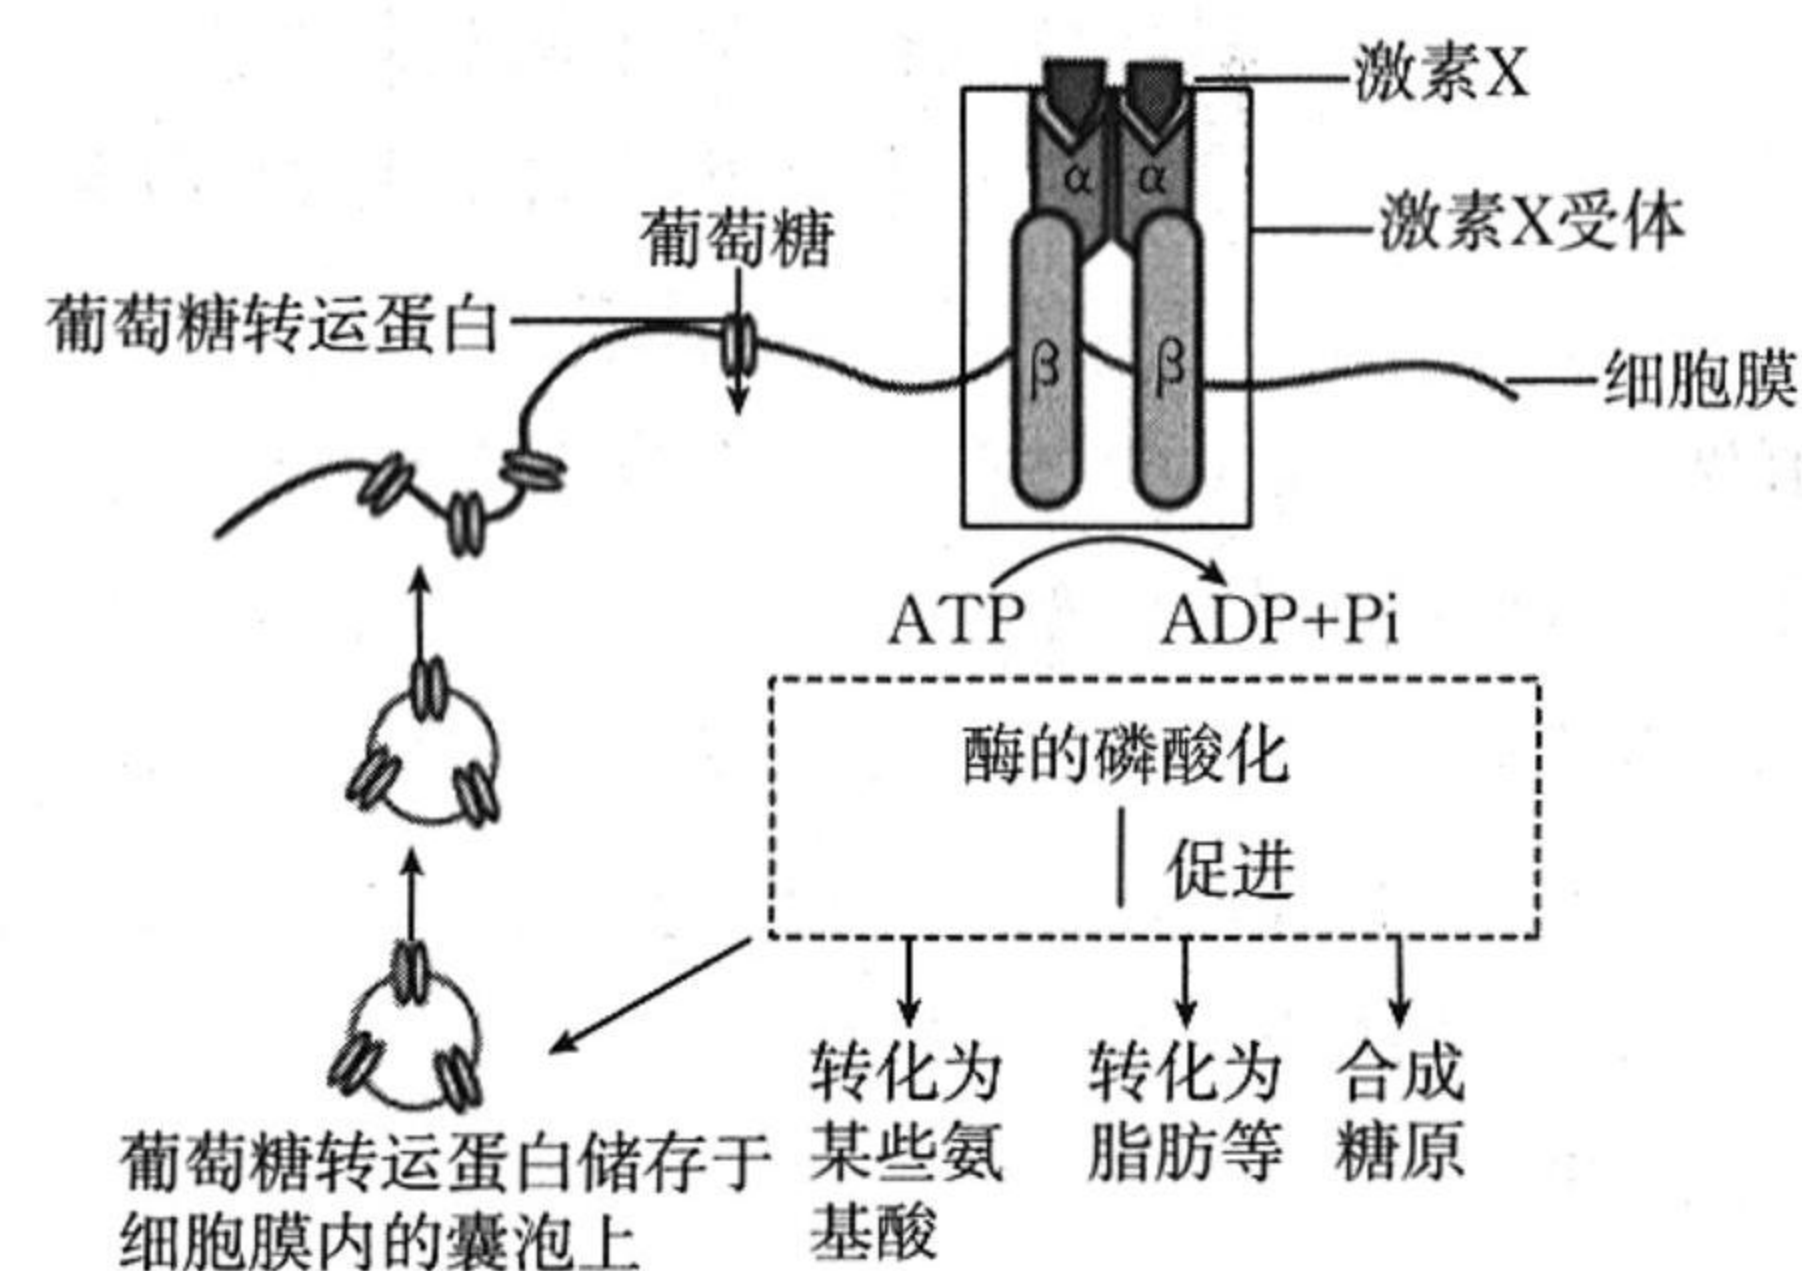 激素X
α α
激素X受体
葡萄糖
葡萄糖转运蛋白
β β
细胞膜
ATP ADP+Pi
酶的磷酸化
促进
转化为
某些氨
基酸
转化为
脂肪等
合成
糖原
葡萄糖转运蛋白储存于
细胞膜内的囊泡上